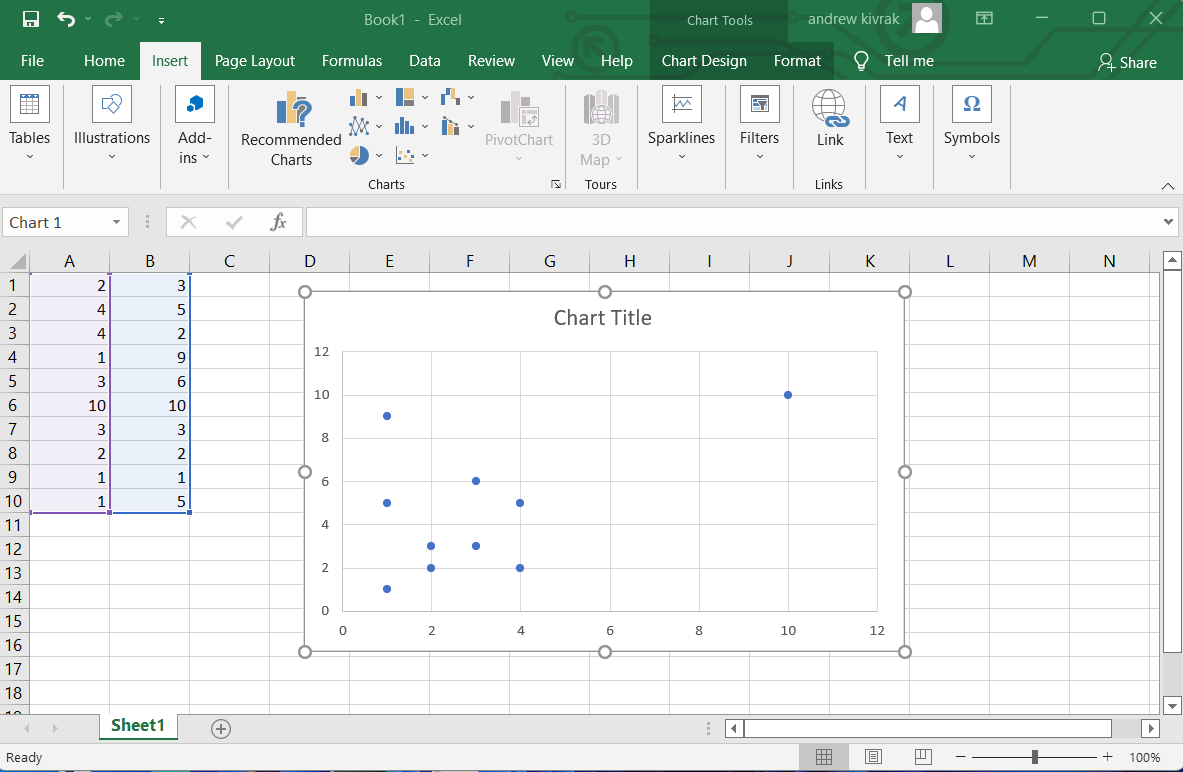 Book1 - Excel
Chart Tools
andrew kivrak
File Home Insert Page Layout Formulas Data Review View Help Chart Design Format Tell me Share
Tables
Illustrations
Add-
ins
Recommended
Charts
PivotChart
Charts
3D
Map
Tours
Sparklines
Filters
Link
Links
Text
Symbols
Chart 1
fx
A B C D E F G H I J K L M N
1 2 3
2 4 5
3 4 2
4 1 9
5 3 6
6 10 10
7 3 3
8 2 2
9 1 1
10 1 5
11
12
13
14
15
16
17
18
Chart Title
12
10
8
6
4
2
0
0 2 4 6 8 10 12
Sheet1
Ready
100%